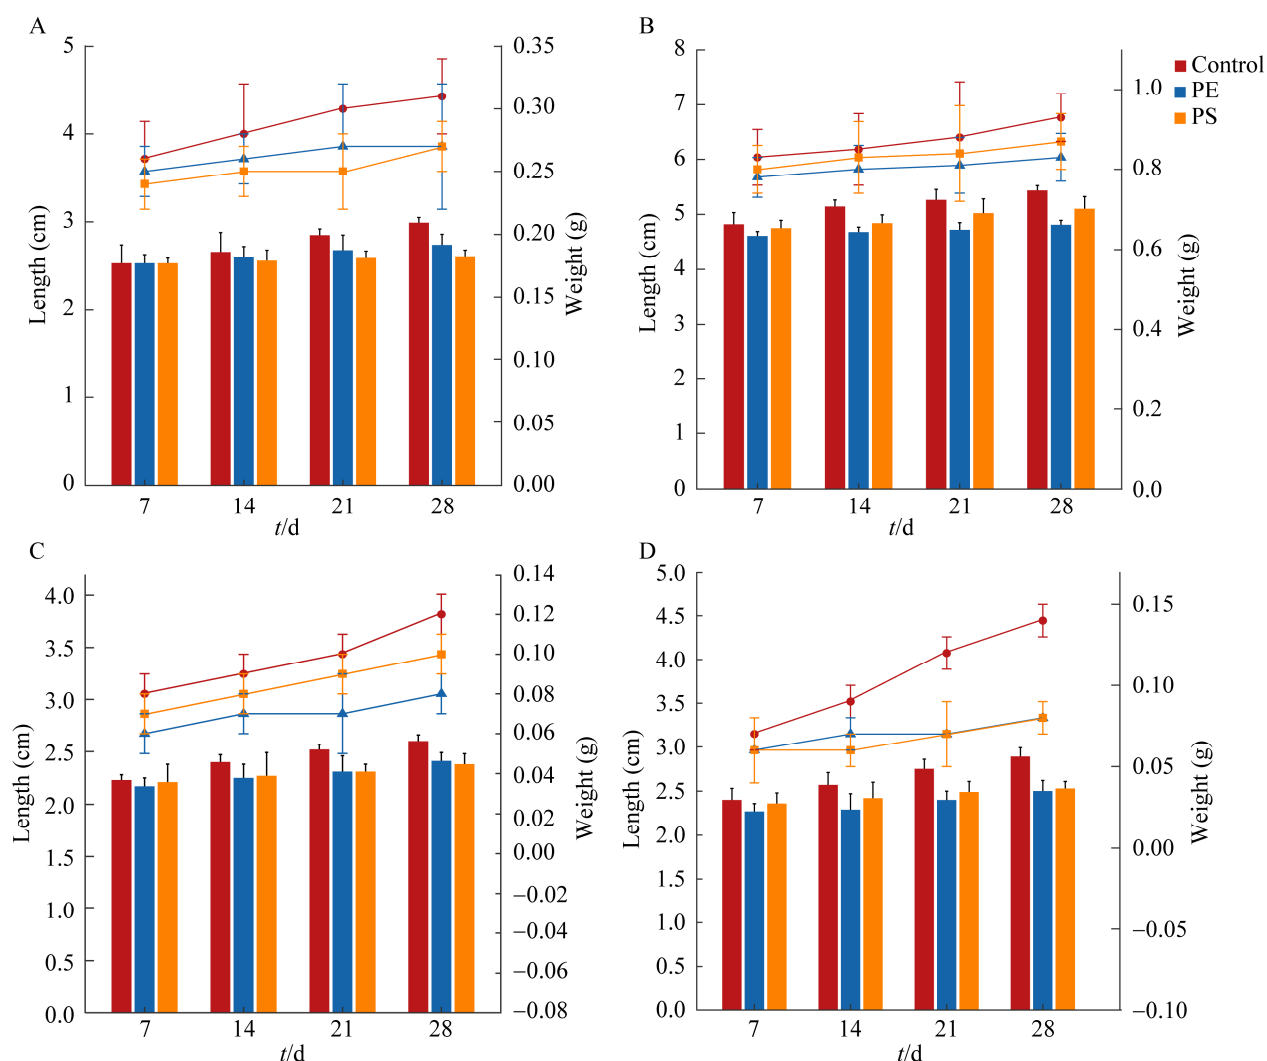 A
5
4
3
2
1
0
Length (cm)
0.35
0.30
0.25
0.20
0.15
0.10
0.05
0.00
Weight (g)
7 14 21 28
t/d
B
8
7
6
5
4
3
2
1
0
Length (cm)
1.0
0.8
0.6
0.4
0.2
0.0
Weight (g)
7 14 21 28
t/d
Control
PE
PS
C
4.0
3.5
3.0
2.5
2.0
1.5
1.0
0.5
0.0
Length (cm)
0.14
0.12
0.10
0.08
0.06
0.04
0.02
0.00
−0.02
−0.04
−0.06
−0.08
Weight (g)
7 14 21 28
t/d
D
5.0
4.5
4.0
3.5
3.0
2.5
2.0
1.5
1.0
0.5
0.0
Length (cm)
0.15
0.10
0.05
0.00
−0.05
−0.10
Weight (g)
7 14 21 28
t/d